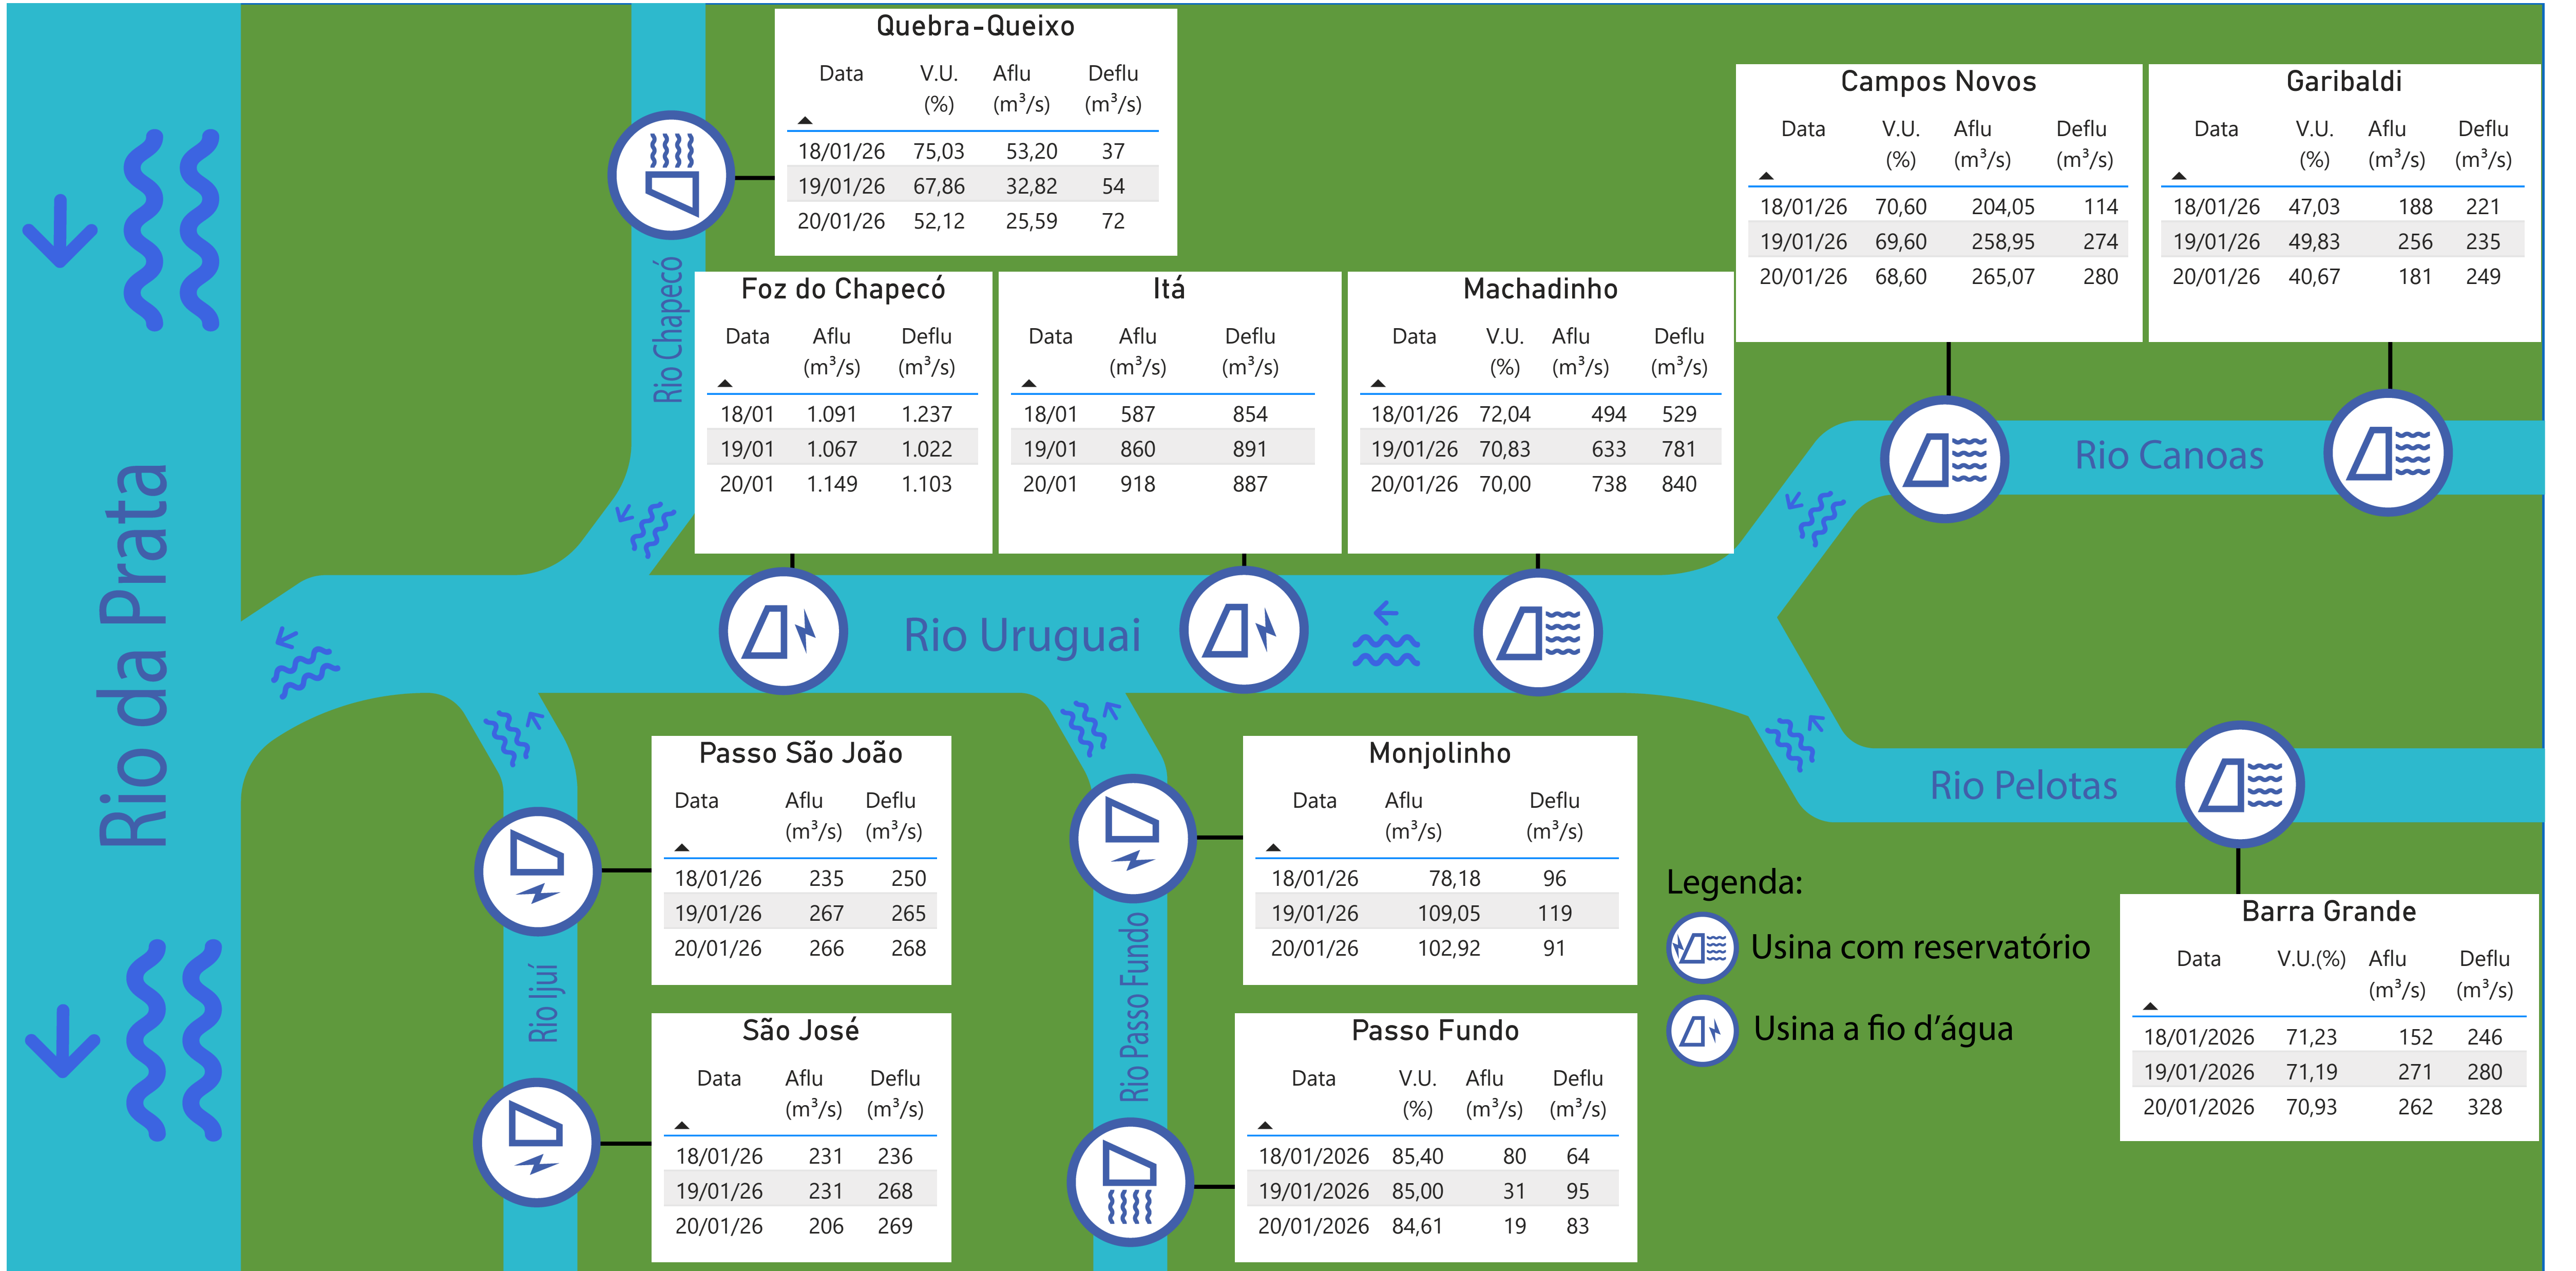 Quebra-Queixo
Data V.U. (%) Aflu (m³/s) Deflu (m³/s)
18/01/26 75,03 53,20 37
19/01/26 67,86 32,82 54
20/01/26 52,12 25,59 72
Campos Novos
Data V.U. (%) Aflu (m³/s) Deflu (m³/s)
18/01/26 70,60 204,05 114
19/01/26 69,60 258,95 274
20/01/26 68,60 265,07 280
Garibaldi
Data V.U. (%) Aflu (m³/s) Deflu (m³/s)
18/01/26 47,03 188 221
19/01/26 49,83 256 235
20/01/26 40,67 181 249
Foz do Chapecó
Data Aflu (m³/s) Deflu (m³/s)
18/01 1.091 1.237
19/01 1.067 1.022
20/01 1.149 1.103
Itá
Data Aflu (m³/s) Deflu (m³/s)
18/01 587 854
19/01 860 891
20/01 918 887
Machadinho
Data V.U. (%) Aflu (m³/s) Deflu (m³/s)
18/01/26 72,04 494 529
19/01/26 70,83 633 781
20/01/26 70,00 738 840
Rio Chapecó
Rio Canoas
Rio da Prata
Rio Uruguai
Rio Pelotas
Passo São João
Data Aflu (m³/s) Deflu (m³/s)
18/01/26 235 250
19/01/26 267 265
20/01/26 266 268
Monjolinho
Data Aflu (m³/s) Deflu (m³/s)
18/01/26 78,18 96
19/01/26 109,05 119
20/01/26 102,92 91
Rio Ijuí
Rio Passo Fundo
Legenda:
Usina com reservatório
Usina a fio d’água
Barra Grande
Data V.U.(%) Aflu (m³/s) Deflu (m³/s)
18/01/2026 71,23 152 246
19/01/2026 71,19 271 280
20/01/2026 70,93 262 328
São José
Data Aflu (m³/s) Deflu (m³/s)
18/01/26 231 236
19/01/26 231 268
20/01/26 206 269
Passo Fundo
Data V.U. (%) Aflu (m³/s) Deflu (m³/s)
18/01/2026 85,40 80 64
19/01/2026 85,00 31 95
20/01/2026 84,61 19 83